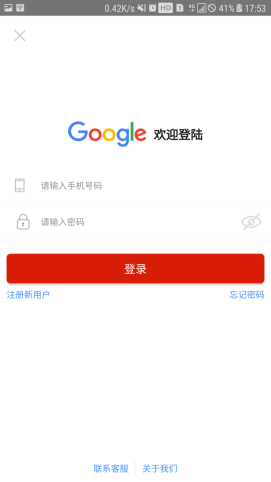 0.42K/s HD 1 41% 17:53
Google 欢迎登陆
请输入手机号码
请输入密码
登录
注册新用户 忘记密码
联系客服 关于我们